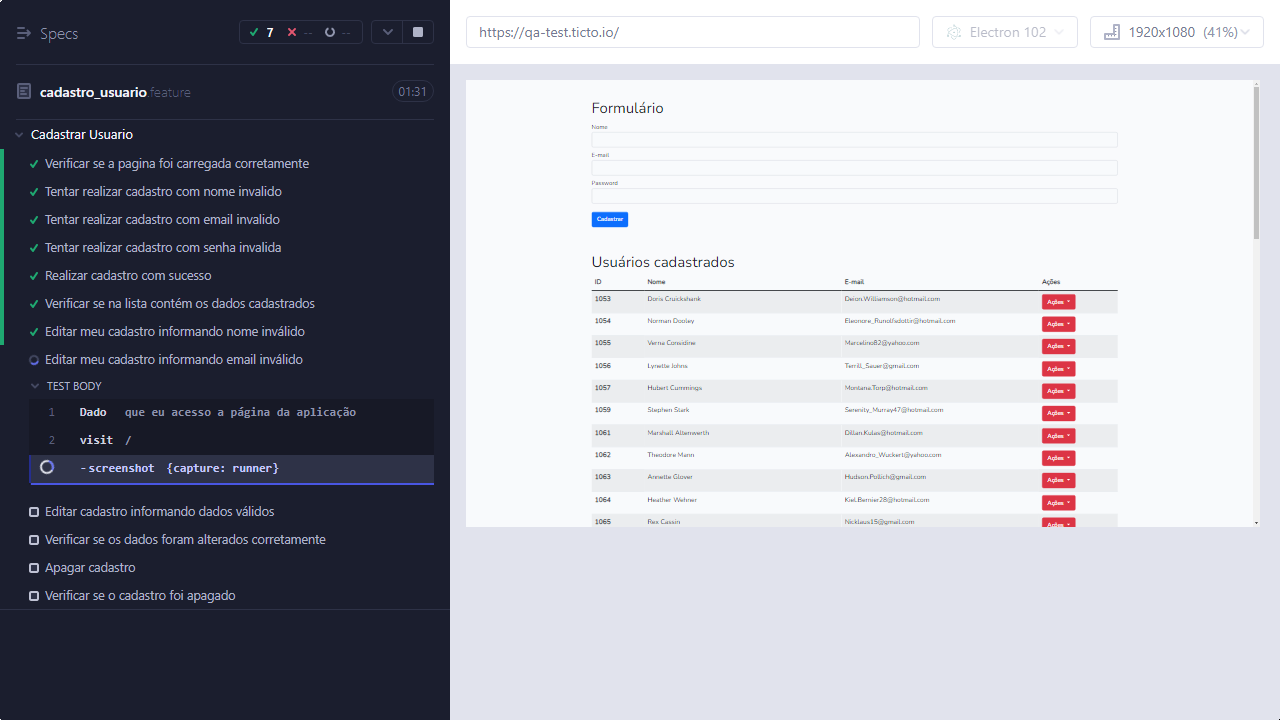 Specs
7 -- --
cadastro_usuario.feature
01:31
Cadastrar Usuario
Verificar se a pagina foi carregada corretamente
Tentar realizar cadastro com nome invalido
Tentar realizar cadastro com email invalido
Tentar realizar cadastro com senha invalida
Realizar cadastro com sucesso
Verificar se na lista contém os dados cadastrados
Editar meu cadastro informando nome inválido
Editar meu cadastro informando email inválido
TEST BODY
1 Dado que eu acesso a página da aplicação
2 visit /
-screenshot {capture: runner}
Editar cadastro informando dados válidos
Verificar se os dados foram alterados corretamente
Apagar cadastro
Verificar se o cadastro foi apagado
https://qa-test.ticto.io/
Electron 102
1920x1080 (41%)
Formulário
Nome
E-mail
Password
Cadastrar
Usuários cadastrados
ID Nome E-mail Ações
1053 Doris Cruickshank Deion.Williamson@hotmail.com Ações
1054 Norman Dooley Eleonore_Runolfsdottir@hotmail.com Ações
1055 Verna Considine Marcelino82@yahoo.com Ações
1056 Lynette Johns Terrill_Sauer@gmail.com Ações
1057 Hubert Cummings Montana.Torp@hotmail.com Ações
1059 Stephen Stark Serenity_Murray47@hotmail.com Ações
1061 Marshall Altenwerth Dillan.Kulas@hotmail.com Ações
1062 Theodore Mann Alexandro_Wuckert@yahoo.com Ações
1063 Annette Glover Hudson.Pollich@gmail.com Ações
1064 Heather Wehner Kiel.Bernier28@hotmail.com Ações
1065 Rex Cassin Nicklaus15@gmail.com Ações